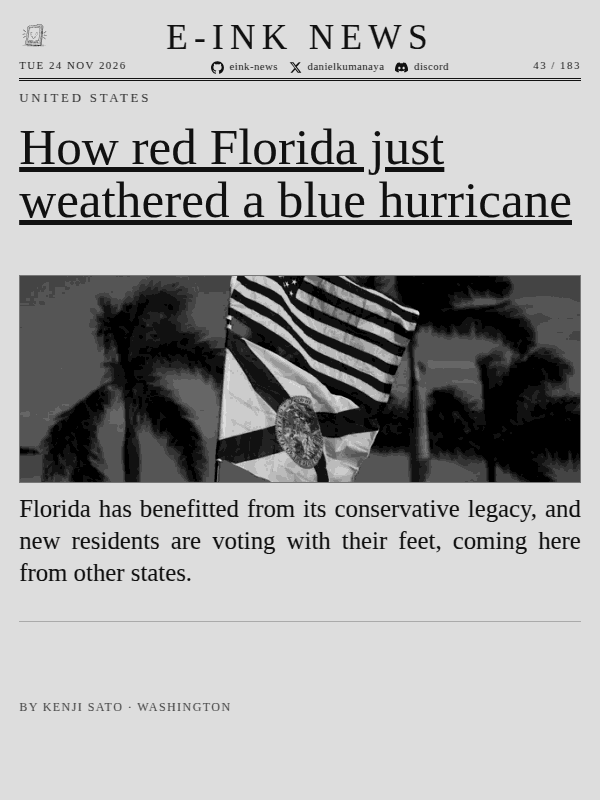 E-INK NEWS
TUE 24 NOV 2026
eink-news
danielkumanaya
discord
43 / 183
UNITED STATES
How red Florida just
weathered a blue hurricane
Florida has benefitted from its conservative legacy, and
new residents are voting with their feet, coming here
from other states.
BY KENJI SATO · WASHINGTON